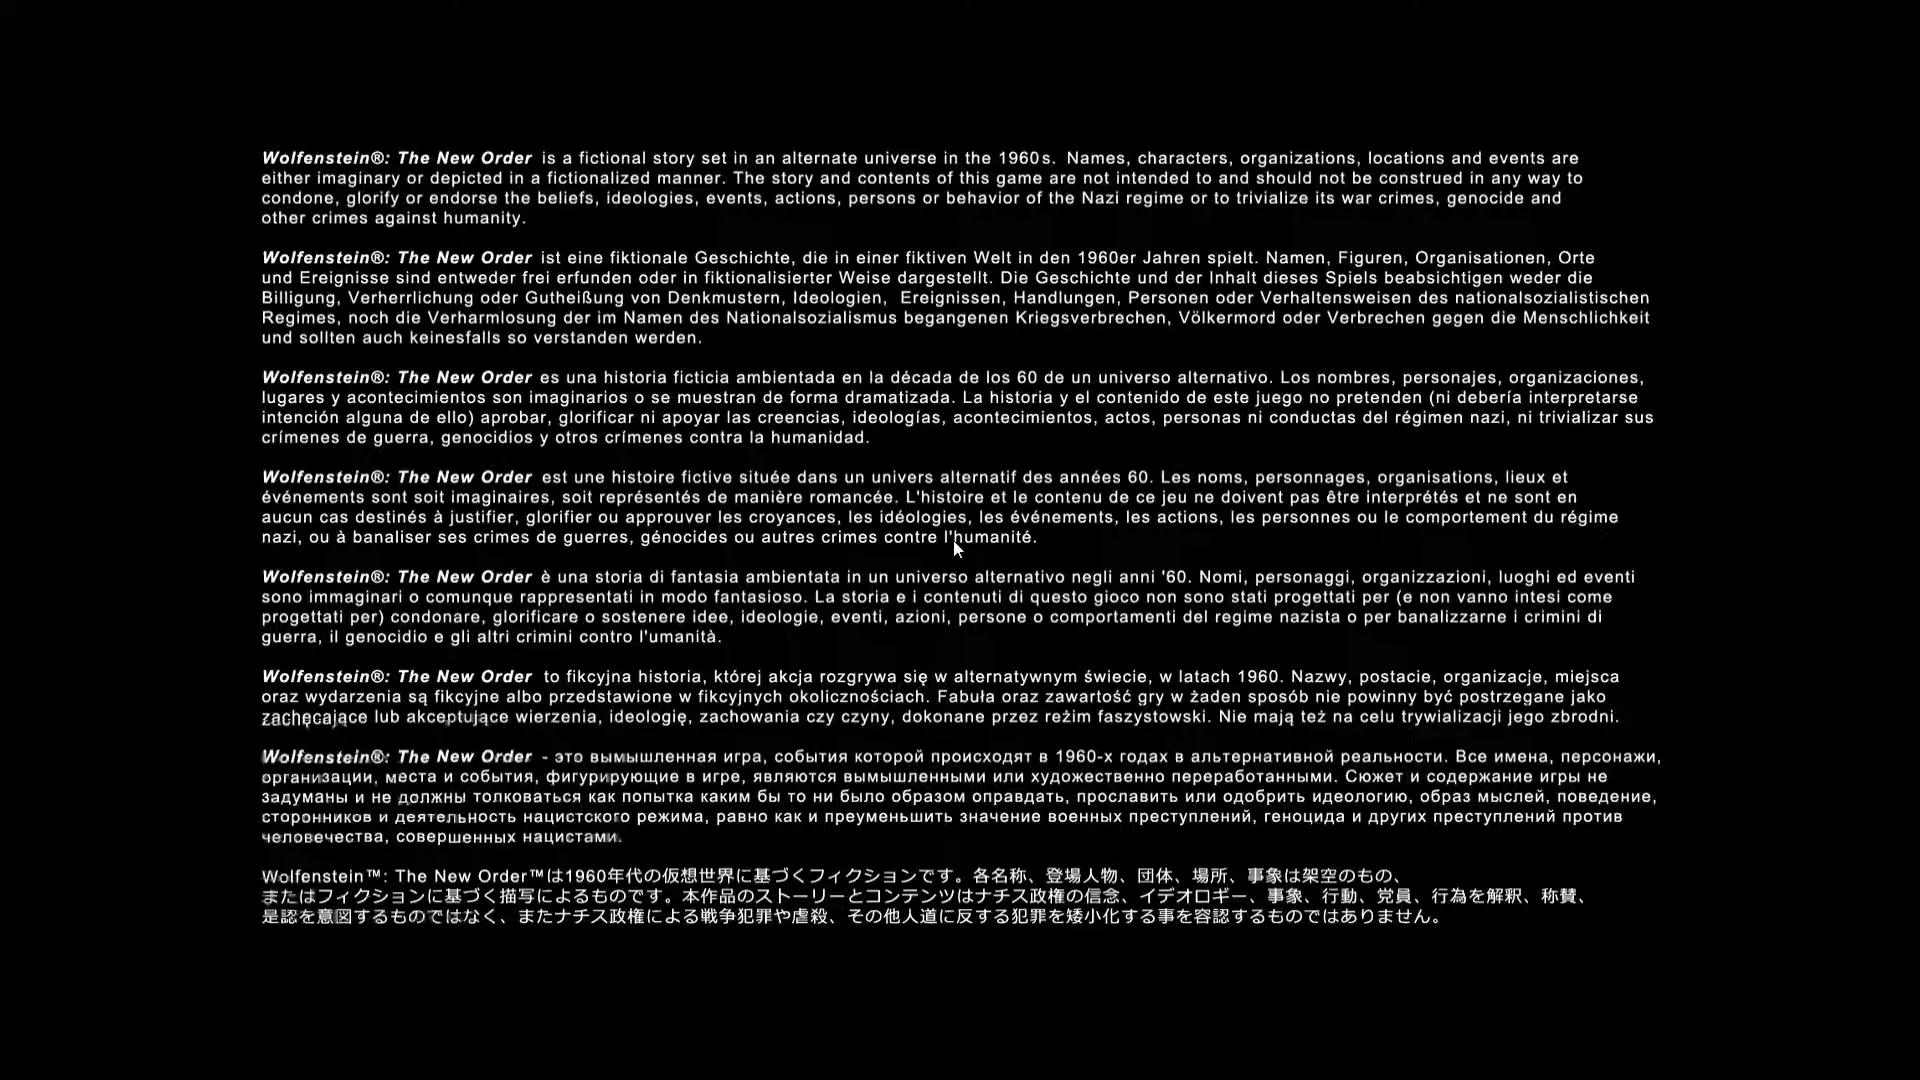 Wolfenstein®: The New Order is a fictional story set in an alternate universe in the 1960s. Names, characters, organizations, locations and events are
either imaginary or depicted in a fictionalized manner. The story and contents of this game are not intended to and should not be construed in any way to
condone, glorify or endorse the beliefs, ideologies, events, actions, persons or behavior of the Nazi regime or to trivialize its war crimes, genocide and
other crimes against humanity.
Wolfenstein®: The New Order ist eine fiktionale Geschichte, die in einer fiktiven Welt in den 1960er Jahren spielt. Namen, Figuren, Organisationen, Orte
und Ereignisse sind entweder frei erfunden oder in fiktionalisierter Weise dargestellt. Die Geschichte und der Inhalt dieses Spiels beabsichtigen weder die
Billigung, Verherrlichung oder Gutheißung von Denkmustern, Ideologien, Ereignissen, Handlungen, Personen oder Verhaltensweisen des nationalsozialistischen
Regimes, noch die Verharmlosung der im Namen des Nationalsozialismus begangenen Kriegsverbrechen, Völkermord oder Verbrechen gegen die Menschlichkeit
und sollten auch keinesfalls so verstanden werden.
Wolfenstein®: The New Order es una historia ficticia ambientada en la década de los 60 de un universo alternativo. Los nombres, personajes, organizaciones,
lugares y acontecimientos son imaginarios o se muestran de forma dramatizada. La historia y el contenido de este juego no pretenden (ni debería interpretarse
intención alguna de ello) aprobar, glorificar ni apoyar las creencias, ideologías, acontecimientos, actos, personas ni conductas del régimen nazi, ni trivializar sus
crímenes de guerra, genocidios y otros crímenes contra la humanidad.
Wolfenstein®: The New Order est une histoire fictive située dans un univers alternatif des années 60. Les noms, personnages, organisations, lieux et
événements sont soit imaginaires, soit représentés de manière romancée. L'histoire et le contenu de ce jeu ne doivent pas être interprétés et ne sont en
aucun cas destinés à justifier, glorifier ou approuver les croyances, les idéologies, les événements, les actions, les personnes ou le comportement du régime
nazi, ou à banaliser ses crimes de guerres, génocides ou autres crimes contre l'humanité.
Wolfenstein®: The New Order è una storia di fantasia ambientata in un universo alternativo negli anni '60. Nomi, personaggi, organizzazioni, luoghi ed eventi
sono immaginari o comunque rappresentati in modo fantasioso. La storia e i contenuti di questo gioco non sono stati progettati per (e non vanno intesi come
progettati per) condonare, glorificare o sostenere idee, ideologie, eventi, azioni, persone o comportamenti del regime nazista o per banalizzarne i crimini di
guerra, il genocidio e gli altri crimini contro l'umanità.
Wolfenstein®: The New Order to fikcyjna historia, której akcja rozgrywa się w alternatywnym świecie, w latach 1960. Nazwy, postacie, organizacje, miejsca
oraz wydarzenia są fikcyjne albo przedstawione w fikcyjnych okolicznościach. Fabuła oraz zawartość gry w żaden sposób nie powinny być postrzegane jako
zachęcające lub akceptujące wierzenia, ideologię, zachowania czy czyny, dokonane przez reżim faszystowski. Nie mają też na celu trywializacji jego zbrodni.
Wolfenstein®: The New Order - это вымышленная игра, события которой происходят в 1960-х годах в альтернативной реальности. Все имена, персонажи,
организации, места и события, фигурирующие в игре, являются вымышленными или художественно переработанными. Сюжет и содержание игры не
задуманы и не должны толковаться как попытка каким бы то ни было образом оправдать, прославить или одобрить идеологию, образ мыслей, поведение,
сторонников и деятельность нацистского режима, равно как и преуменьшить значение военных преступлений, геноцида и других преступлений против
человечества, совершенных нацистами.
Wolfenstein™: The New Order™は1960年代の仮想世界に基づくフィクションです。各名称、登場人物、団体、場所、事象は架空のもの、
またはフィクションに基づく描写によるものです。本作品のストーリーとコンテンツはナチス政権の信念、イデオロギー、事象、行動、党員、行為を解釈、称賛、
是認を意図するものではなく、またナチス政権による戦争犯罪や虐殺、その他人道に反する犯罪を矮小化する事を容認するものではありません。